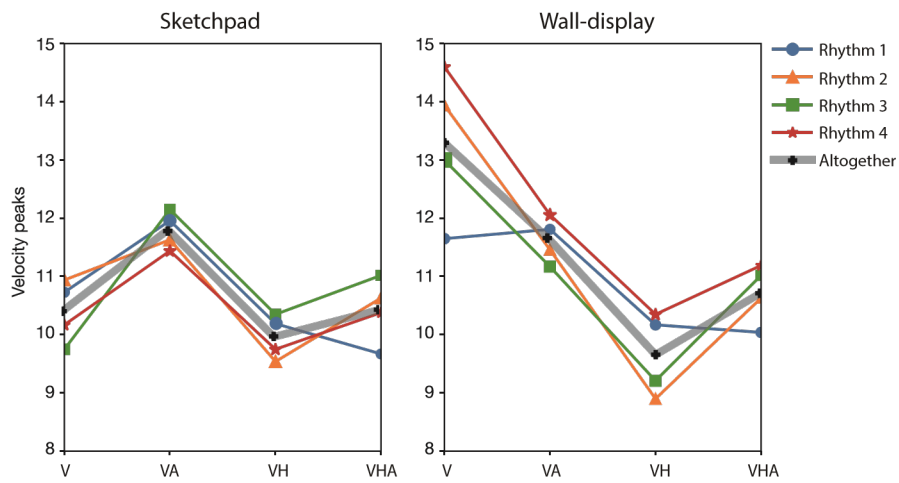 Sketchpad
Wall-display
Velocity peaks
15
14
13
12
11
10
9
8
V
VA
VH
VHA
15
14
13
12
11
10
9
8
V
VA
VH
VHA
Rhythm 1
Rhythm 2
Rhythm 3
Rhythm 4
Altogether